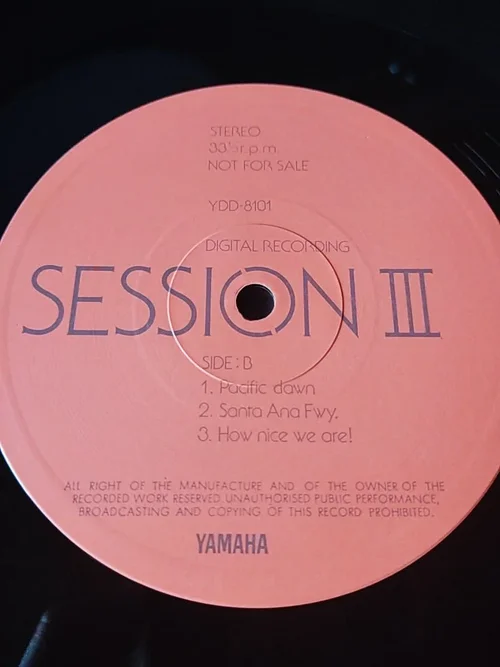 STEREO
33⅓ r.p.m.
NOT FOR SALE
YDD-8101
DIGITAL RECORDING
SESSION III
SIDE : B
1. Pacific dawn
2. Santa Ana Fwy.
3. How nice we are!
ALL RIGHT OF THE MANUFACTURE AND OF THE OWNER OF THE
RECORDED WORK RESERVED. UNAUTHORISED PUBLIC PERFORMANCE,
BROADCASTING AND COPYING OF THIS RECORD PROHIBITED.
YAMAHA